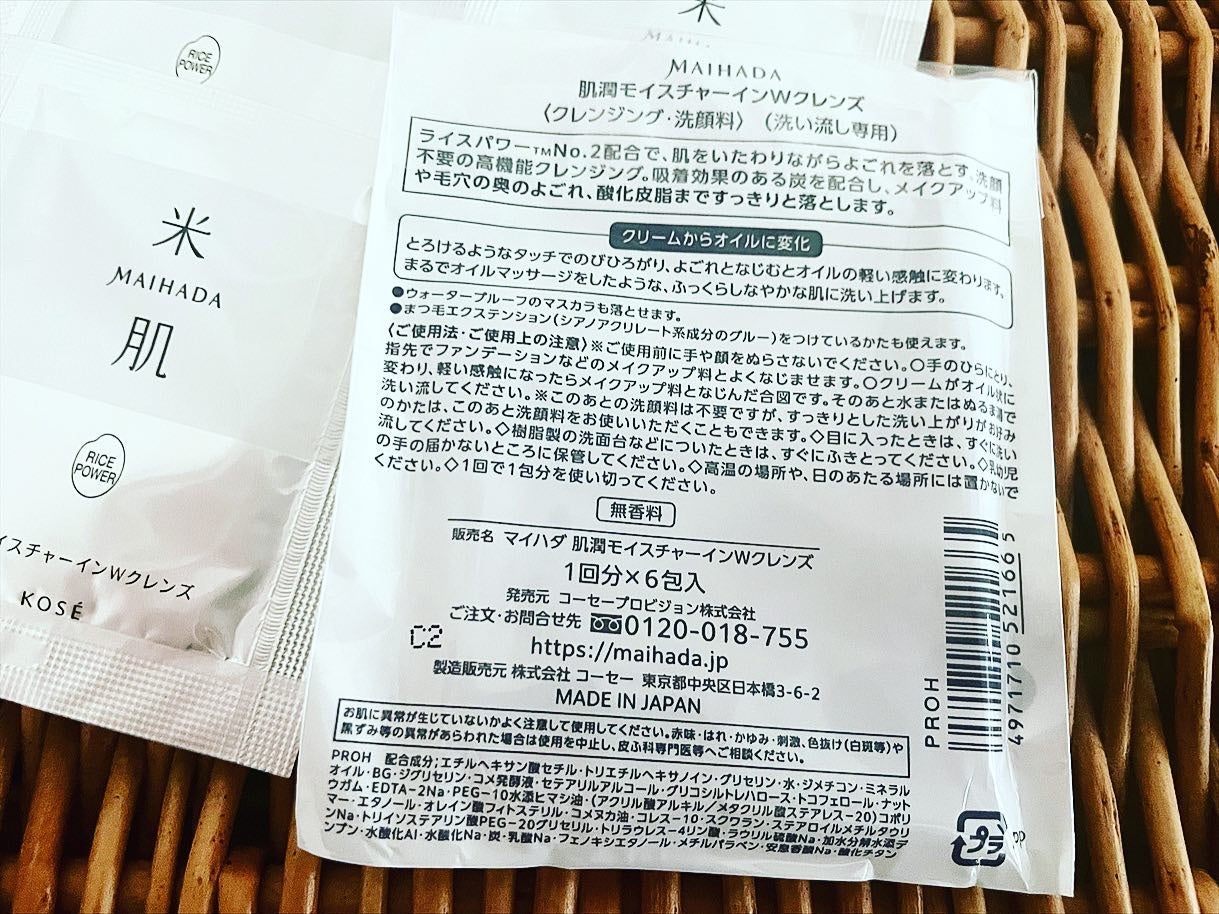 米
MAIHADA
RICE
POWER
米
MAIHADA
肌
RICE
POWER
イスチャーインWクレンズ
KOSÉ
MAIHADA
肌潤モイスチャーインWクレンズ
〈クレンジング・洗顔料〉（洗い流し専用）
ライスパワーTMNo.2配合で、肌をいたわりながらよごれを落とす、洗顔
不要の高機能クレンジング。吸着効果のある炭を配合し、メイクアップ料
や毛穴の奥のよごれ、酸化皮脂まですっきりと落とします。
クリームからオイルに変化
とろけるようなタッチでのびひろがり、よごれとなじむとオイルの軽い感触に変わります。
まるでオイルマッサージをしたような、ふっくらしなやかな肌に洗い上げます。
●ウォータープルーフのマスカラも落とせます。
●まつ毛エクステンション（シアノアクリレート系成分のグルー）をつけているかたも使えます。
〈ご使用法・ご使用上の注意〉※ご使用前に手や顔をぬらさないでください。○手のひらにとり、
指先でファンデーションなどのメイクアップ料とよくなじませます。○クリームがオイル状に
変わり、軽い感触になったらメイクアップ料となじんだ合図です。そのあと水またはぬるま湯で
洗い流してください。※このあとの洗顔料は不要ですが、すっきりとした洗い上がりがお好み
のかたは、このあと洗顔料をお使いいただくこともできます。◇目に入ったときは、すぐに洗い
流してください。◇樹脂製の洗面台などについたときは、すぐにふきとってください。◇乳幼児
の手の届かないところに保管してください。◇高温の場所や、日のあたる場所には置かないで
ください。◇1回で1包分を使い切ってください。
無香料
販売名 マイハダ 肌潤モイスチャーインWクレンズ
1回分×6包入
発売元 コーセープロビジョン株式会社
ご注文・お問合せ先 0120-018-755
C2
https://maihada.jp
製造販売元 株式会社 コーセー 東京都中央区日本橋3-6-2
MADE IN JAPAN
PROH
4971710521665
お肌に異常が生じていないかよく注意して使用してください。赤味・はれ・かゆみ・刺激、色抜け（白斑等）や
黒ずみ等の異常があらわれた場合は使用を中止し、皮ふ科専門医等へご相談ください。
PROH 配合成分；エチルヘキサン酸セチル・トリエチルヘキサノイン・グリセリン・水・ジメチコン・ミネラル
オイル・BG・ジグリセリン・コメ発酵液・セテアリルアルコール・グリコシルトレハロース・トコフェロール・ナット
ウガム・EDTA-2Na・PEG-10水添ヒマシ油・（アクリル酸アルキル／メタクリル酸ステアレス-20）コポリ
マー・エタノール・オレイン酸フィトステリル・コメヌカ油・コレス-10・スクワラン・ステアロイルメチルタウリ
ンNa・トリイソステアリン酸PEG-20グリセリル・トリラウレス-4リン酸・ラウリル硫酸Na・加水分解水添デ
ンプン・水酸化Al・水酸化Na・炭・乳酸Na・フェノキシエタノール・メチルパラベン・安息香酸Na・酸化チタン
プラ
PP